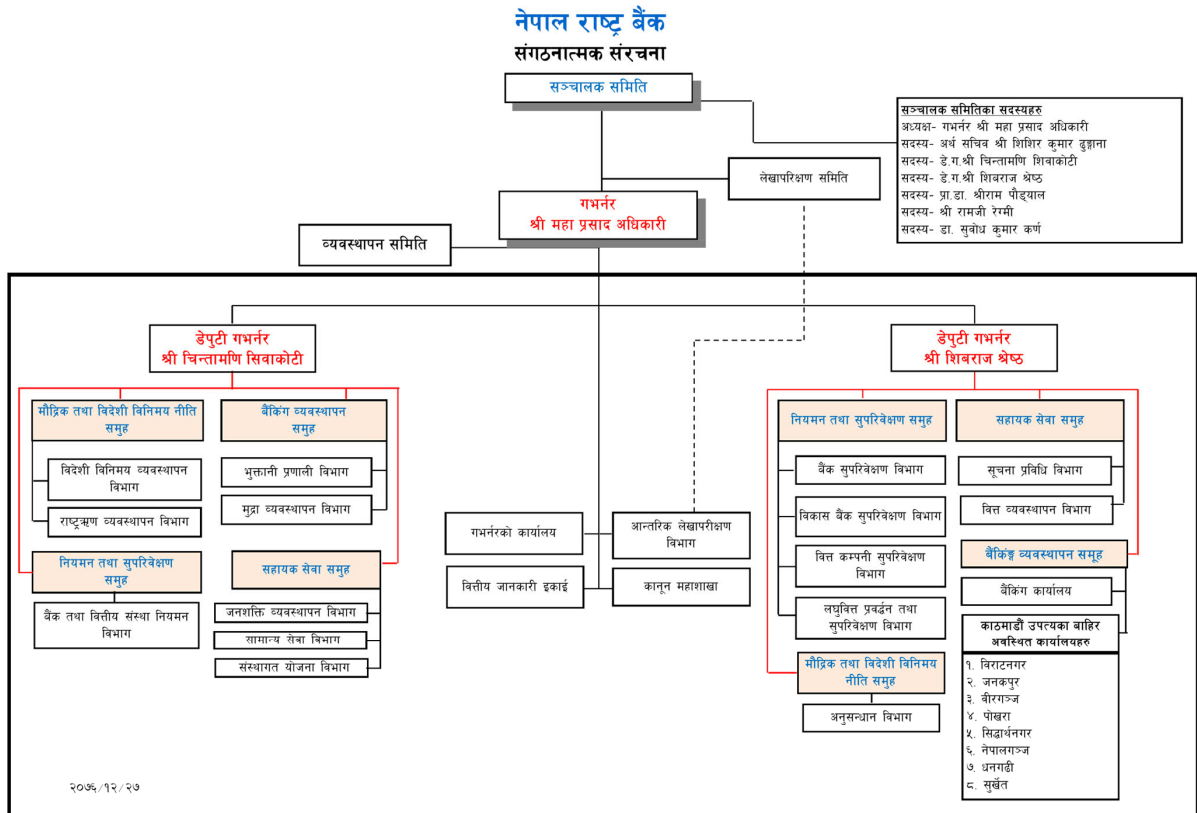 नेपाल राष्ट्र बैंक
संगठनात्मक संरचना
सञ्चालक समिति
सञ्चालक समितिका सदस्यहरु
अध्यक्ष- गभर्नर श्री महा प्रसाद अधिकारी
सदस्य- अर्थ सचिव श्री शिशिर कुमार ढुङ्गाना
सदस्य- डे.ग.श्री चिन्तामणि शिवाकोटी
सदस्य- डे.ग.श्री शिबराज श्रेष्ठ
सदस्य- प्रा.डा. श्रीराम पौड्याल
सदस्य- श्री रामजी रेग्मी
सदस्य- डा. सुवोध कुमार कर्ण
लेखापरिक्षण समिति
गभर्नर
श्री महा प्रसाद अधिकारी
व्यवस्थापन समिति
डेपुटी गभर्नर
श्री चिन्तामणि सिवाकोटी
मौद्रिक तथा विदेशी विनिमय नीति
समुह
विदेशी विनिमय व्यवस्थापन
विभाग
राष्ट्रऋण व्यवस्थापन विभाग
नियमन तथा सुपरिवेक्षण
समुह
बैंक तथा वित्तीय संस्था नियमन
विभाग
बैंकिंग व्यवस्थापन
समुह
भुक्तानी प्रणाली विभाग
मुद्रा व्यवस्थापन विभाग
सहायक सेवा समुह
जनशक्ति व्यवस्थापन विभाग
सामान्य सेवा विभाग
संस्थागत योजना विभाग
गभर्नरको कार्यालय
आन्तरिक लेखापरीक्षण
विभाग
वित्तीय जानकारी इकाई
कानून महाशाखा
डेपुटी गभर्नर
श्री शिबराज श्रेष्ठ
नियमन तथा सुपरिवेक्षण समुह
बैंक सुपरिवेक्षण विभाग
विकास बैंक सुपरिवेक्षण विभाग
वित्त कम्पनी सुपरिवेक्षण
विभाग
लघुवित्त प्रवर्द्धन तथा
सुपरिवेक्षण विभाग
मौद्रिक तथा विदेशी विनिमय
नीति समुह
अनुसन्धान विभाग
सहायक सेवा समुह
सूचना प्रविधि विभाग
वित्त व्यवस्थापन विभाग
बैंकिङ्ग व्यवस्थापन समूह
बैंकिंग कार्यालय
काठमाडौं उपत्यका बाहिर
अवस्थित कार्यालयहरु
१. विराटनगर
२. जनकपुर
३. वीरगञ्ज
४. पोखरा
५. सिद्धार्थनगर
६. नेपालगञ्ज
७. धनगढी
८. सुर्खेत
२०७६/१२/२७